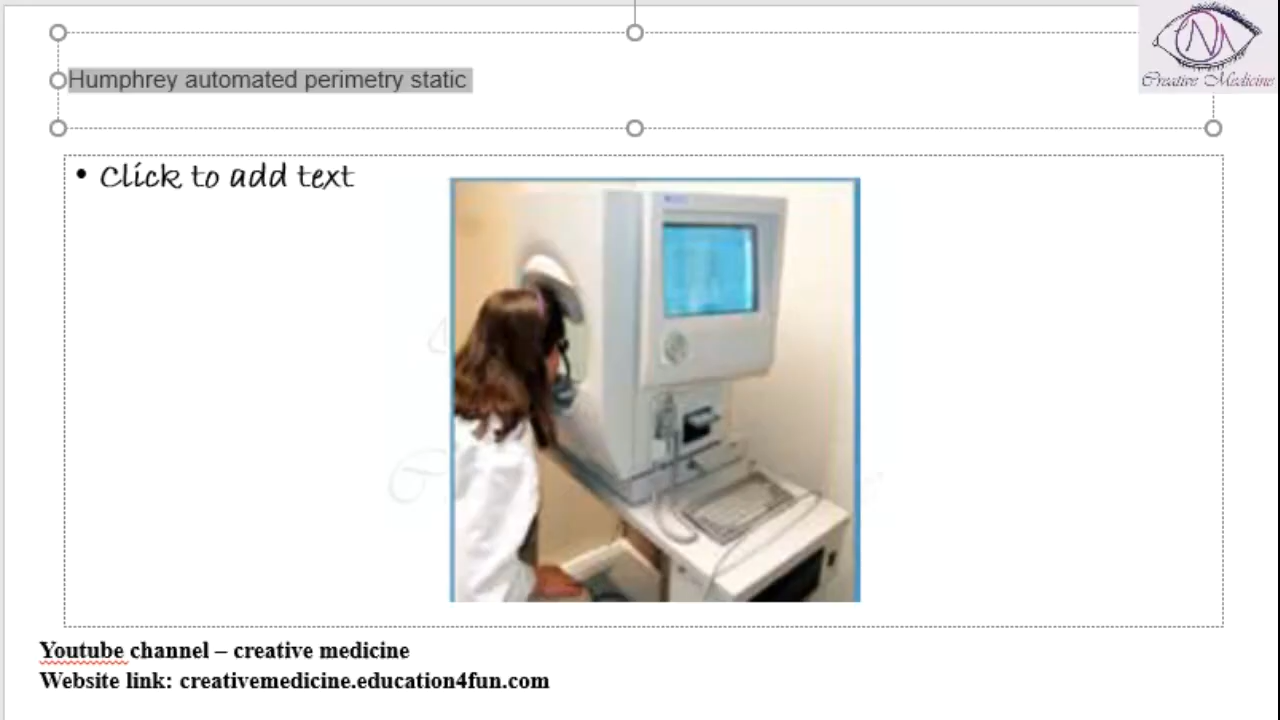 Humphrey automated perimetry static
Creative Medicine
• Click to add text
Youtube channel – creative medicine
Website link: creativemedicine.education4fun.com